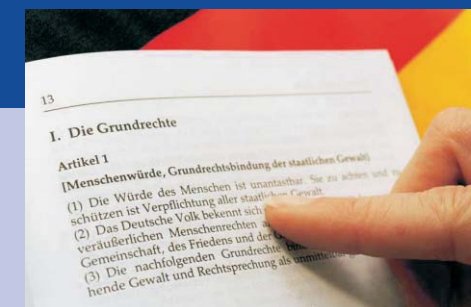 13
I. Die Grundrechte
Artikel 1
[Menschenwürde, Grundrechtsbindung der staatlichen Gewalt]
(1) Die Würde des Menschen ist unantastbar. Sie zu achten und
schützen ist Verpflichtung aller staatlichen Gewalt.
(2) Das Deutsche Volk bekennt sich
veräußerlichen Menschenrechten
Gemeinschaft, des Friedens und der
(3) Die nachfolgenden Grundrechte
hende Gewalt und Rechtsprechung als unmittelbar